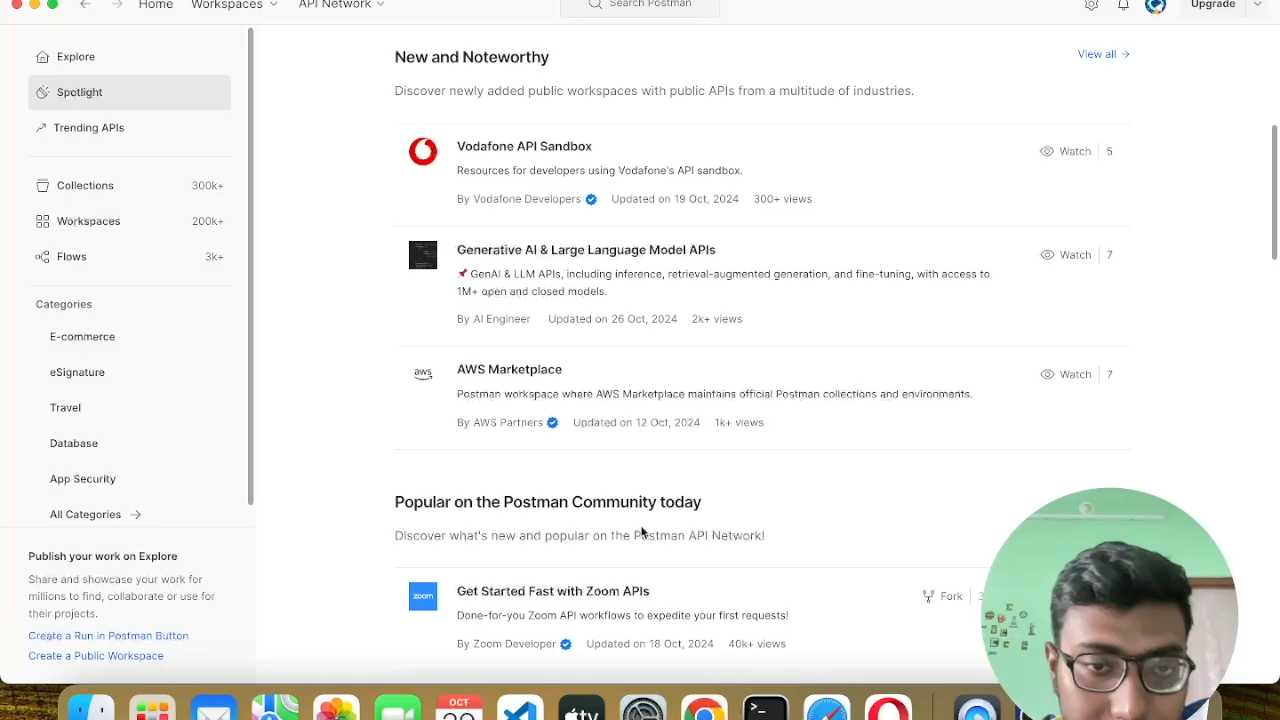 Home Workspaces API Network Search Postman Upgrade
Explore
Spotlight
Trending APIs
Collections 300k+
Workspaces 200k+
Flows 3k+
Categories
E-commerce
eSignature
Travel
Database
App Security
All Categories →
Publish your work on Explore
Share and showcase your work for
millions to find, collaborate or use for
their projects.
Create a Run in Postman Button
Create a Public Workspace
New and Noteworthy
View all →
Discover newly added public workspaces with public APIs from a multitude of industries.
Vodafone API Sandbox
Watch 5
Resources for developers using Vodafone's API sandbox.
By Vodafone Developers Updated on 19 Oct, 2024 300+ views
Generative AI & Large Language Model APIs
Watch 7
📌 GenAI & LLM APIs, including inference, retrieval-augmented generation, and fine-tuning, with access to
1M+ open and closed models.
By AI Engineer Updated on 26 Oct, 2024 2k+ views
aws
AWS Marketplace
Watch 7
Postman workspace where AWS Marketplace maintains official Postman collections and environments.
By AWS Partners Updated on 12 Oct, 2024 1k+ views
Popular on the Postman Community today
Discover what's new and popular on the Postman API Network!
zoom
Get Started Fast with Zoom APIs
Fork
Done-for-you Zoom API workflows to expedite your first requests!
By Zoom Developer Updated on 18 Oct, 2024 40k+ views
OCT
tv
>_